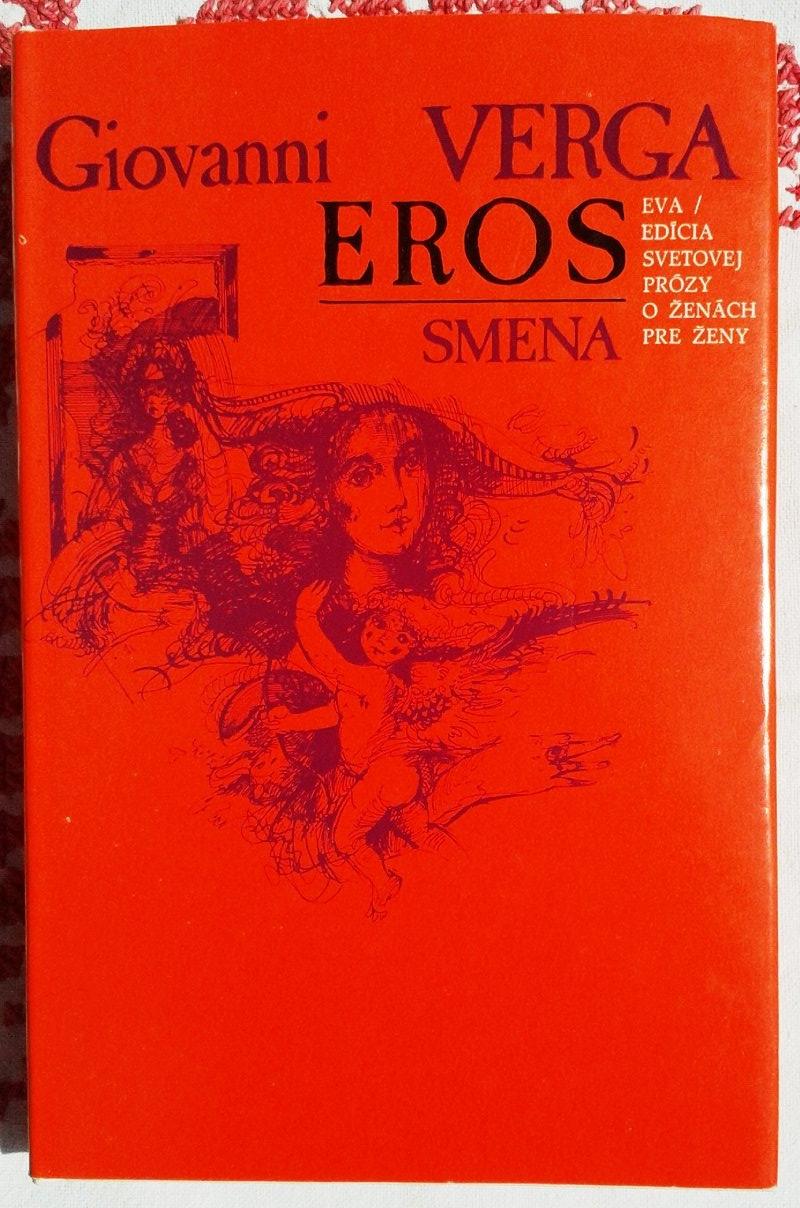 Giovanni VERGA
EROS
SMENA
EVA /
EDÍCIA
SVETOVEJ
PRÓZY
O ŽENÁCH
PRE ŽENY